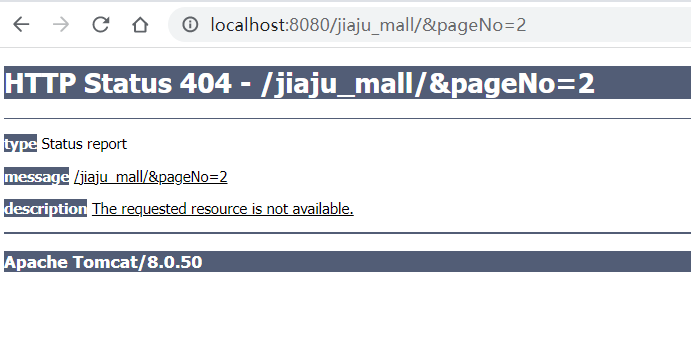 localhost:8080/jiaju_mall/&pageNo=2
HTTP Status 404 - /jiaju_mall/&pageNo=2
type Status report
message /jiaju_mall/&pageNo=2
description The requested resource is not available.
Apache Tomcat/8.0.50